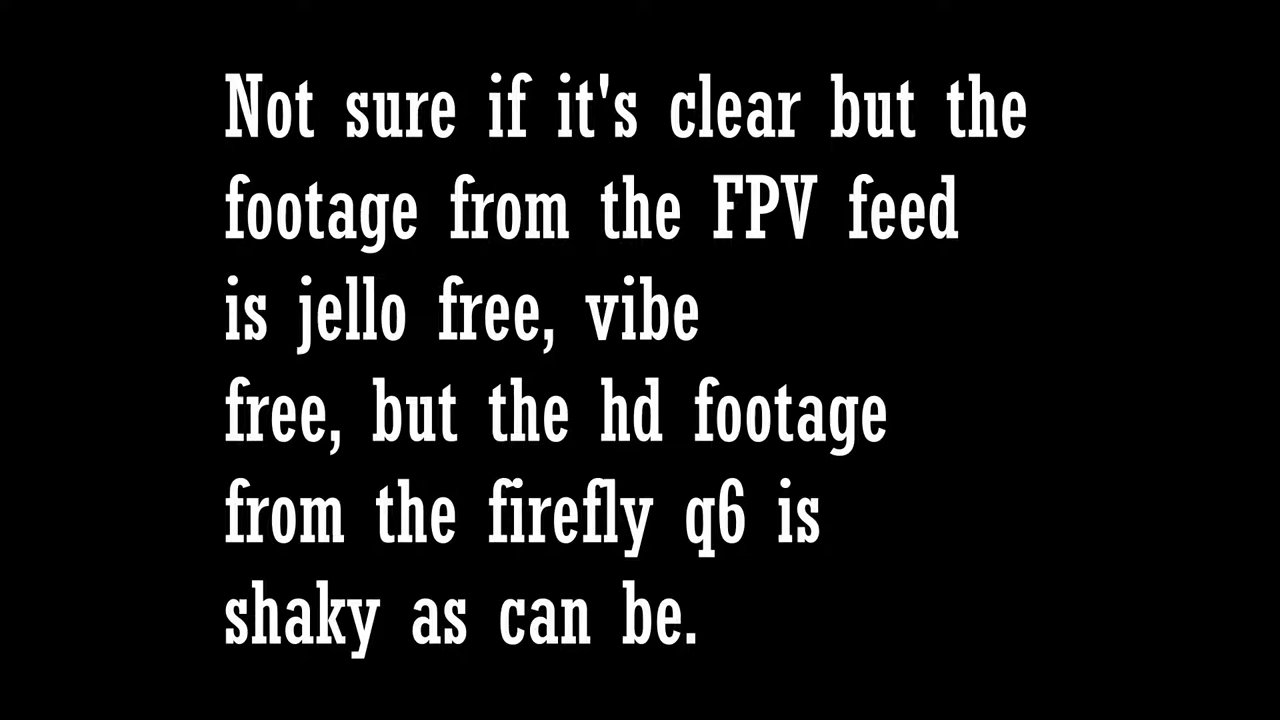 Not sure if it's clear but the
footage from the FPV feed
is jello free, vibe
free, but the hd footage
from the firefly q6 is
shaky as can be.